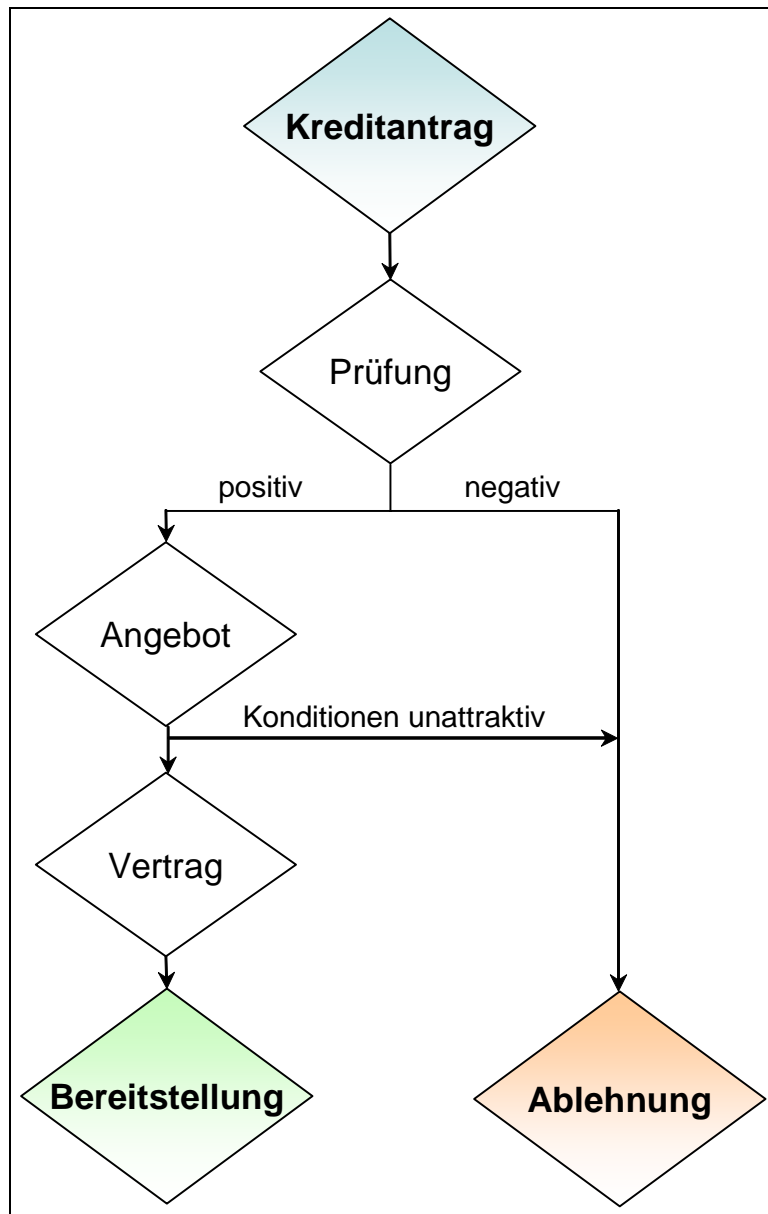 Kreditantrag
Prüfung
positiv
negativ
Angebot
Konditionen unattraktiv
Vertrag
Bereitstellung
Ablehnung